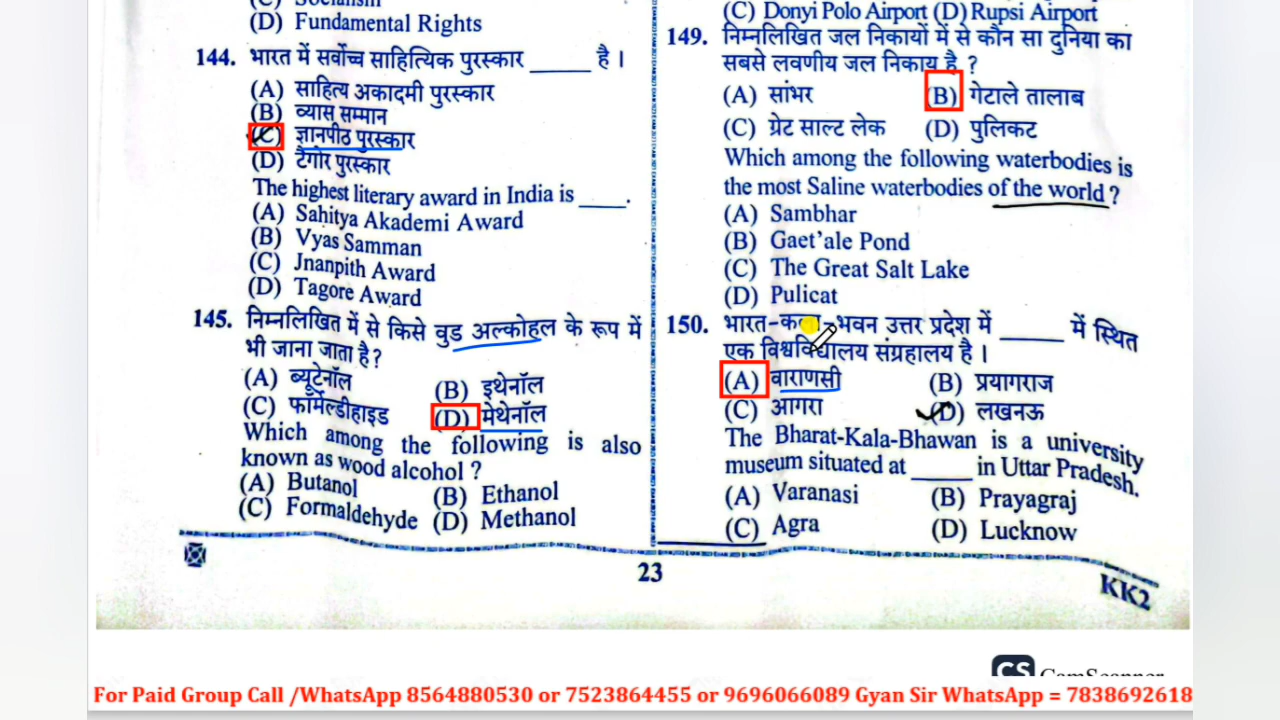 (D) Fundamental Rights
144. भारत में सर्वोच्च साहित्यिक पुरस्कार _____ है ।
(A) साहित्य अकादमी पुरस्कार
(B) व्यास सम्मान
(C) ज्ञानपीठ पुरस्कार
(D) टैगोर पुरस्कार
The highest literary award in India is ____.
(A) Sahitya Akademi Award
(B) Vyas Samman
(C) Jnanpith Award
(D) Tagore Award
145. निम्नलिखित में से किसे वुड अल्कोहल के रूप में
भी जाना जाता है?
(A) ब्यूटेनॉल (B) इथेनॉल
(C) फॉर्मेल्डीहाइड (D) मेथेनॉल
Which among the following is also
known as wood alcohol ?
(A) Butanol (B) Ethanol
(C) Formaldehyde (D) Methanol
(C) Donyi Polo Airport (D) Rupsi Airport
149. निम्नलिखित जल निकायों में से कौन सा दुनिया का
सबसे लवणीय जल निकाय है ?
(A) सांभर (B) गेटाले तालाब
(C) ग्रेट साल्ट लेक (D) पुलिकट
Which among the following waterbodies is
the most Saline waterbodies of the world ?
(A) Sambhar
(B) Gaet'ale Pond
(C) The Great Salt Lake
(D) Pulicat
150. भारत-कला-भवन उत्तर प्रदेश में _____ में स्थित
एक विश्वविद्यालय संग्रहालय है ।
(A) वाराणसी (B) प्रयागराज
(C) आगरा (D) लखनऊ
The Bharat-Kala-Bhawan is a university
museum situated at _____ in Uttar Pradesh.
(A) Varanasi (B) Prayagraj
(C) Agra (D) Lucknow
23
KK2
CS CamScanner
For Paid Group Call /WhatsApp 8564880530 or 7523864455 or 9696066089 Gyan Sir WhatsApp = 7838692618